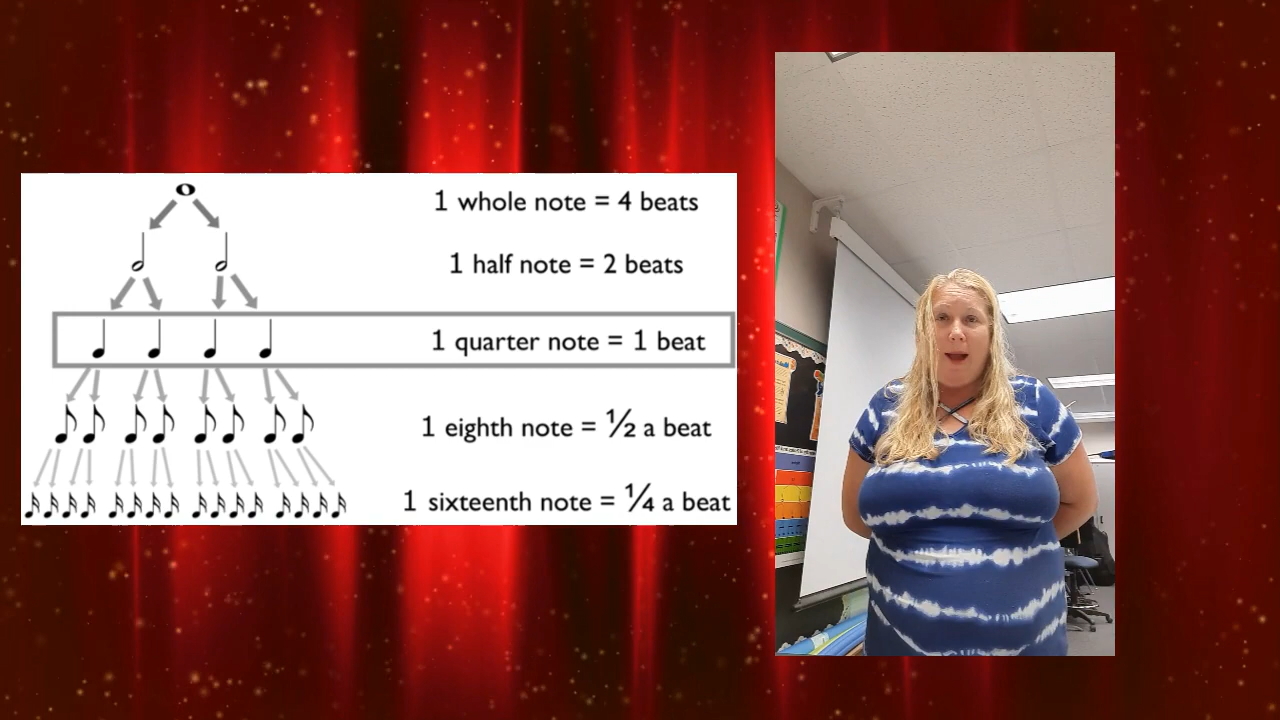 1 whole note = 4 beats
1 half note = 2 beats
1 quarter note = 1 beat
1 eighth note = ½ a beat
1 sixteenth note = ¼ a beat